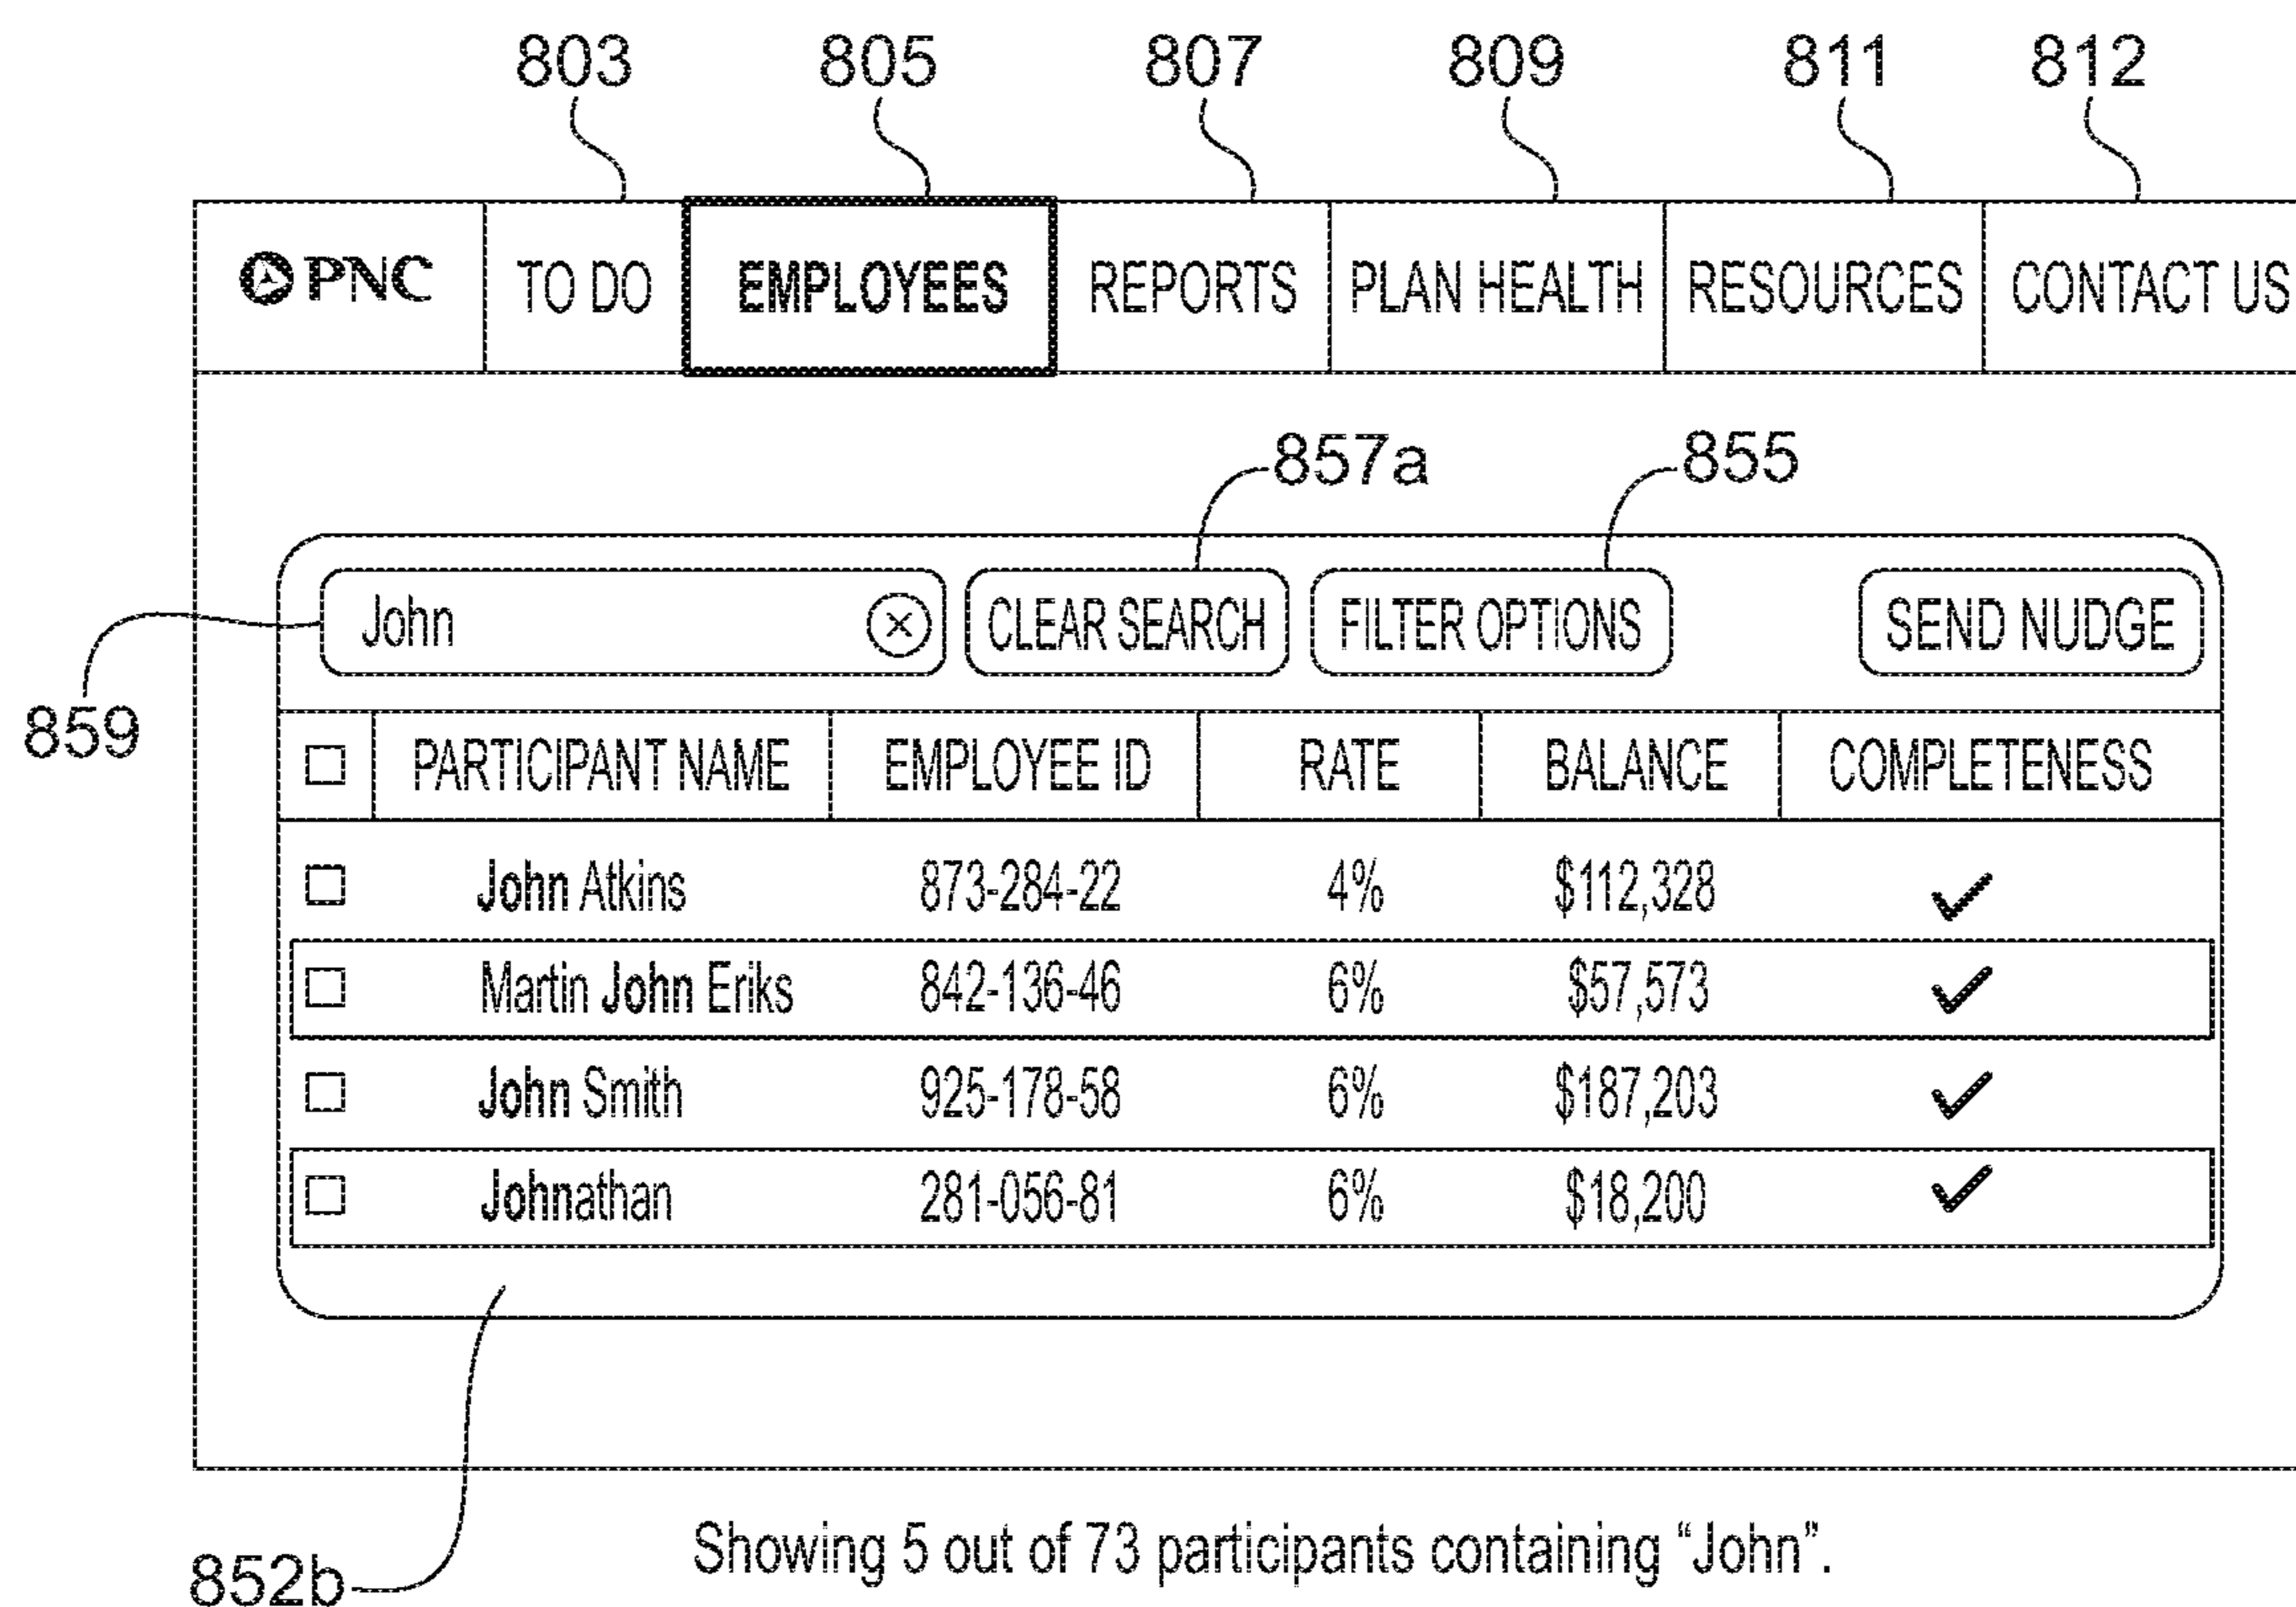 803 805 807 809 811 812
PNC TO DO EMPLOYEES REPORTS PLAN HEALTH RESOURCES CONTACT US
857a 855
John CLEAR SEARCH FILTER OPTIONS SEND NUDGE
859
PARTICIPANT NAME EMPLOYEE ID RATE BALANCE COMPLETENESS
John Atkins 873-284-22 4% $112,328 ✓
Martin John Eriks 842-136-46 6% $57,573 ✓
John Smith 925-178-58 6% $187,203 ✓
Johnathan 281-056-81 6% $18,200 ✓
852b
Showing 5 out of 73 participants containing “John”.